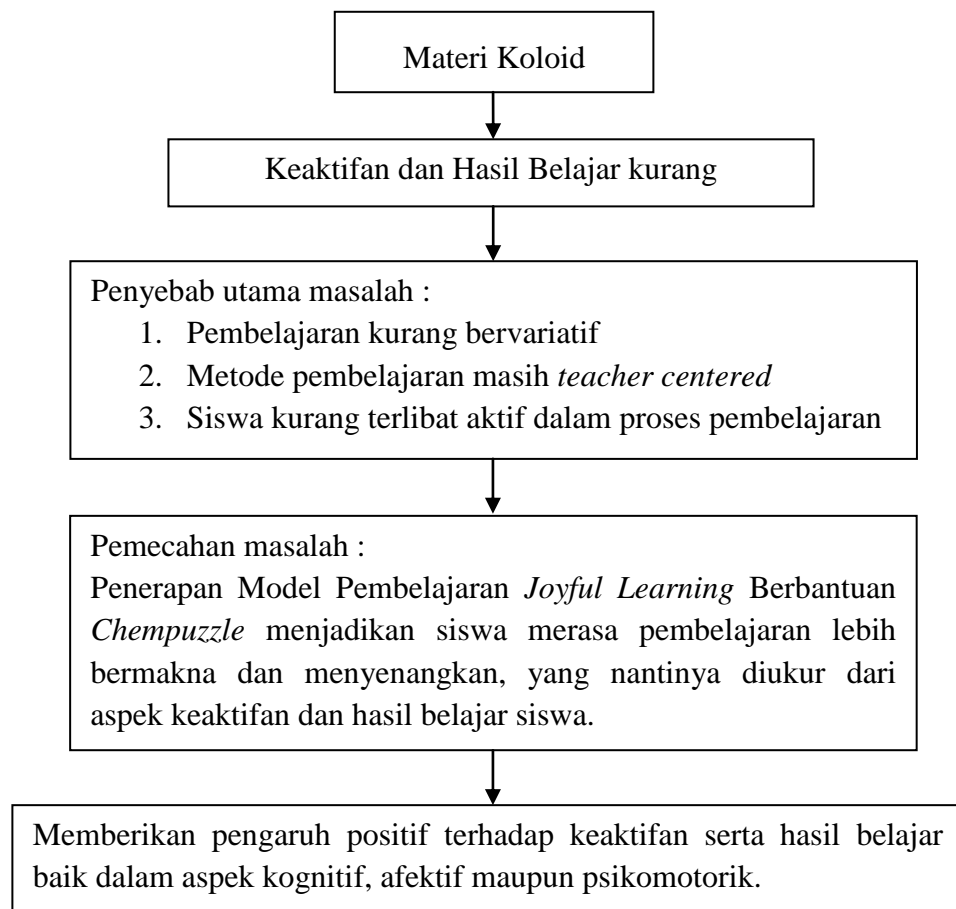 Materi Koloid
Keaktifan dan Hasil Belajar kurang
Penyebab utama masalah :
1. Pembelajaran kurang bervariatif
2. Metode pembelajaran masih teacher centered
3. Siswa kurang terlibat aktif dalam proses pembelajaran
Pemecahan masalah :
Penerapan Model Pembelajaran Joyful Learning Berbantuan
Chempuzzle menjadikan siswa merasa pembelajaran lebih
bermakna dan menyenangkan, yang nantinya diukur dari
aspek keaktifan dan hasil belajar siswa.
Memberikan pengaruh positif terhadap keaktifan serta hasil belajar
baik dalam aspek kognitif, afektif maupun psikomotorik.